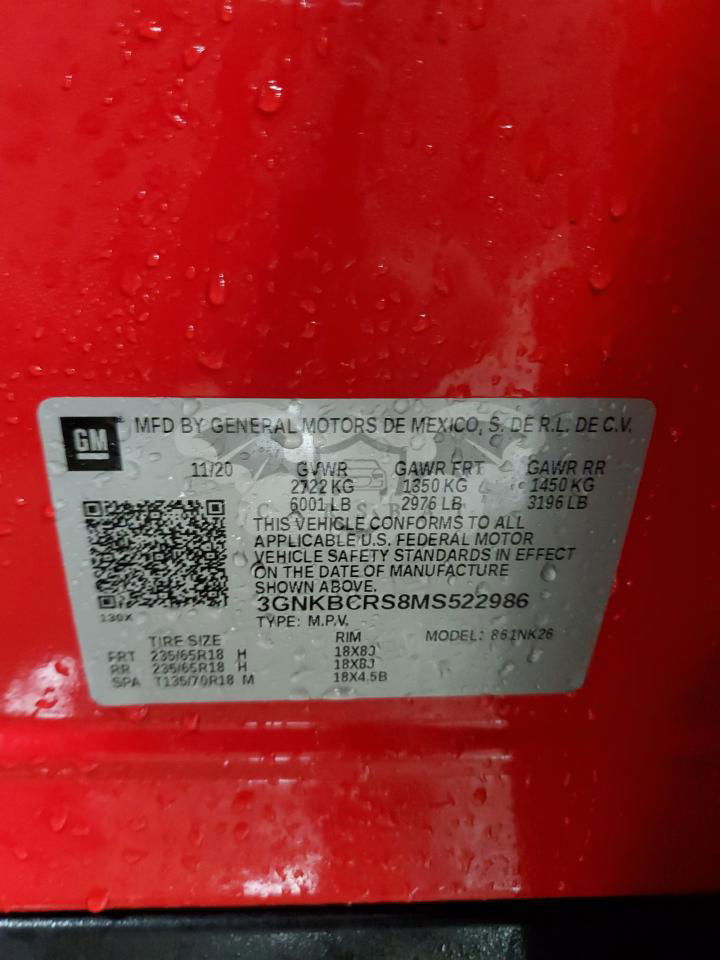 GM
MFD BY GENERAL MOTORS DE MEXICO, S. DE R.L. DE C.V.
11/20 GVWR GAWR FRT GAWR RR
2722 KG 1350 KG 1450 KG
6001 LB 2976 LB 3196 LB
THIS VEHICLE CONFORMS TO ALL
APPLICABLE U.S. FEDERAL MOTOR
VEHICLE SAFETY STANDARDS IN EFFECT
ON THE DATE OF MANUFACTURE
SHOWN ABOVE.
3GNKBCRS8MS522986
130X
TYPE: M.P.V.
TIRE SIZE RIM MODEL: 861NK26
FRT 235/65R18 H 18X8J
RR 235/65R18 H 18X8J
SPA T135/70R18 M 18X4.5B